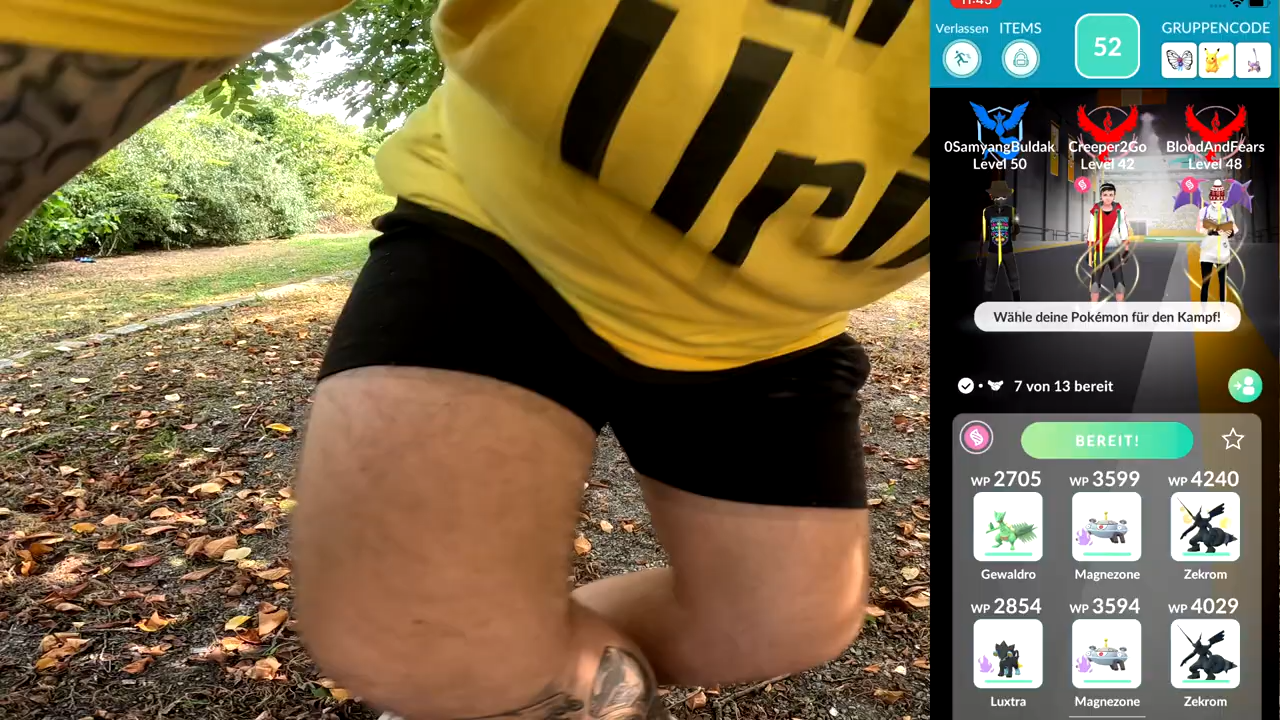 11:45
Verlassen
ITEMS
52
GRUPPENCODE
0SamyangBuldak
Level 50
Creeper2Go
Level 42
BloodAndFears
Level 48
Wähle deine Pokémon für den Kampf!
7 von 13 bereit
BEREIT!
WP 2705
WP 3599
WP 4240
Gewaldro
Magnezone
Zekrom
WP 2854
WP 3594
WP 4029
Luxtra
Magnezone
Zekrom